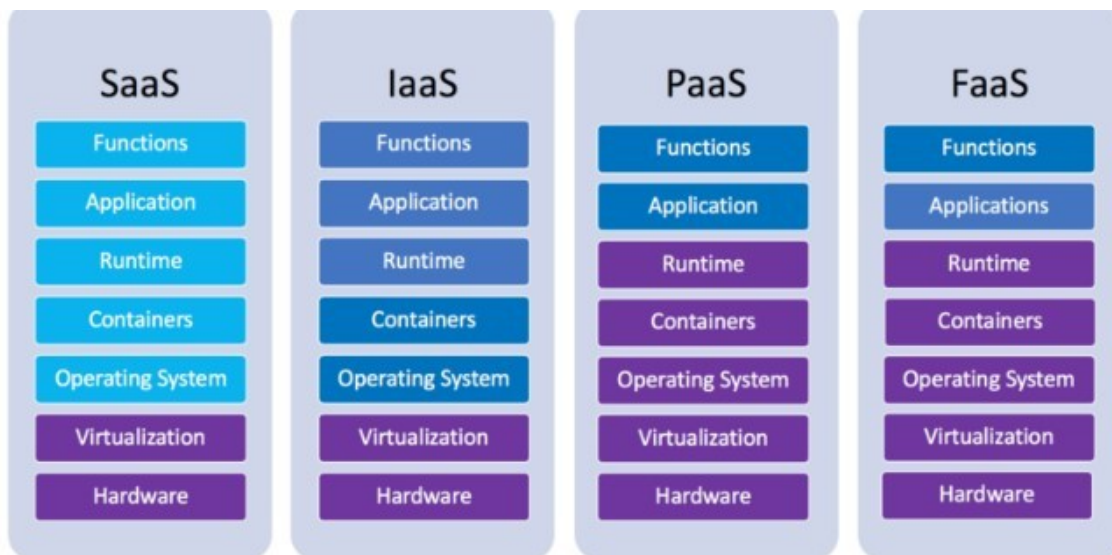 SaaS
Functions
Application
Runtime
Containers
Operating System
Virtualization
Hardware
IaaS
Functions
Application
Runtime
Containers
Operating System
Virtualization
Hardware
PaaS
Functions
Application
Runtime
Containers
Operating System
Virtualization
Hardware
FaaS
Functions
Applications
Runtime
Containers
Operating System
Virtualization
Hardware